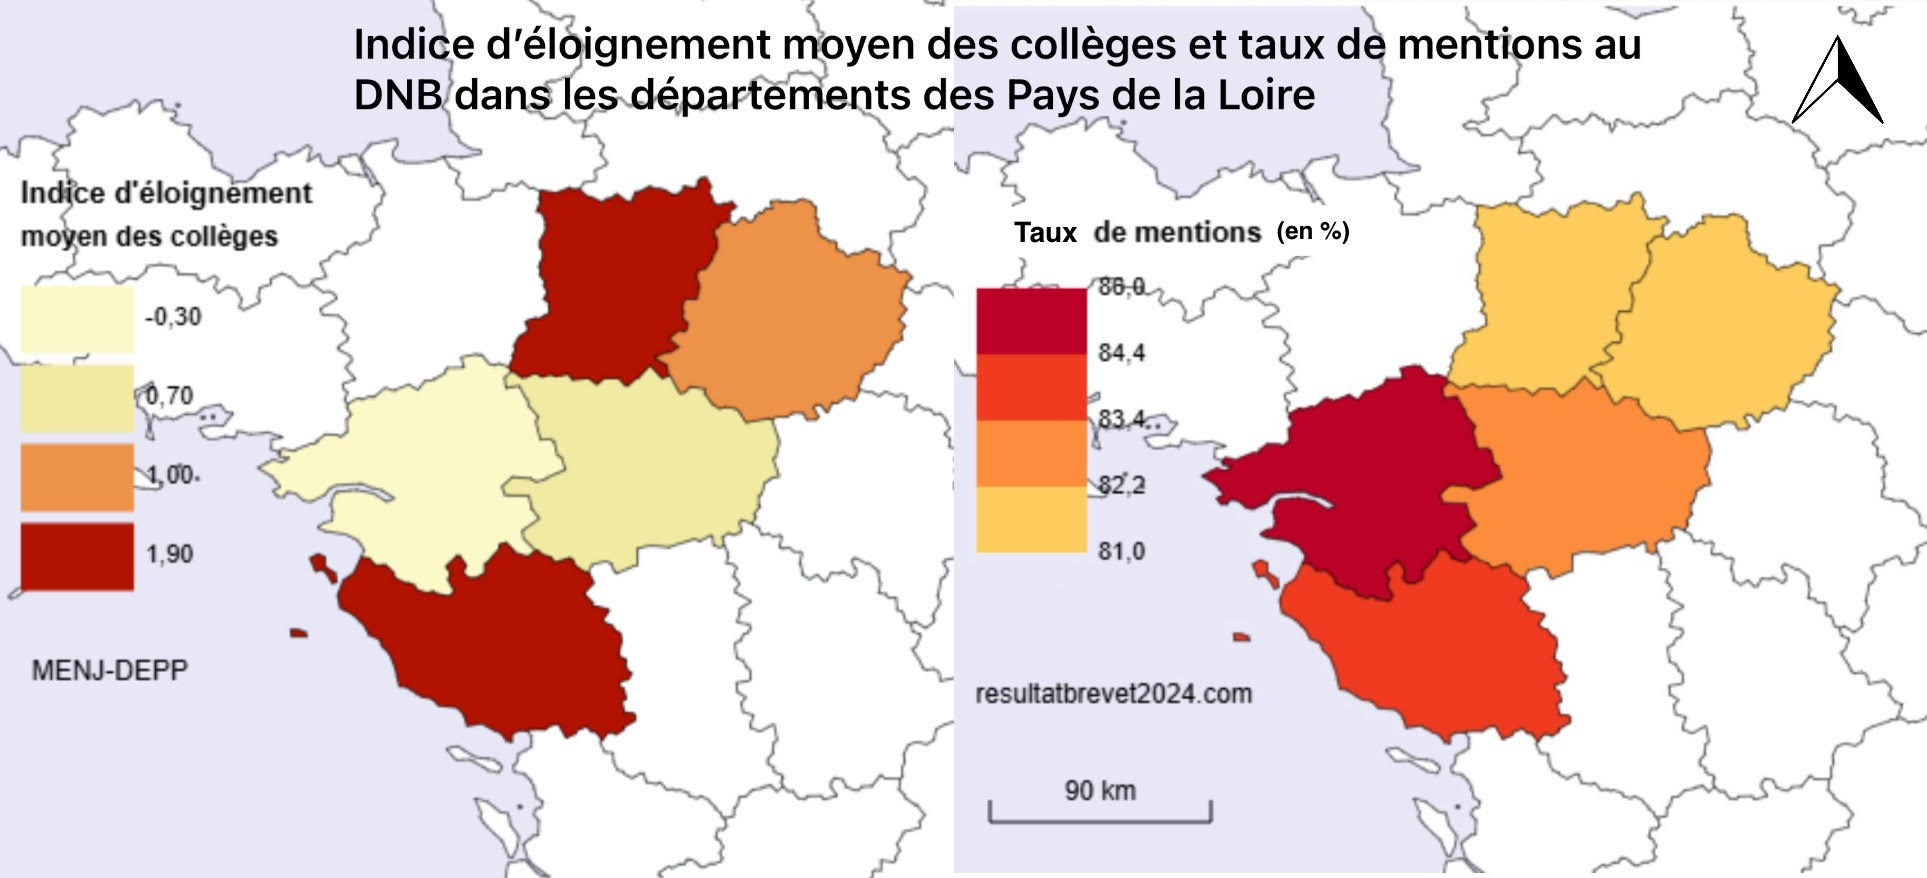 Indice d’éloignement moyen des collèges et taux de mentions au
DNB dans les départements des Pays de la Loire
Indice d'éloignement
moyen des collèges
-0,30
0,70
1,00
1,90
MENJ-DEPP
Taux de mentions (en %)
86,0
84,4
83,4
82,2
81,0
resultatbrevet2024.com
90 km